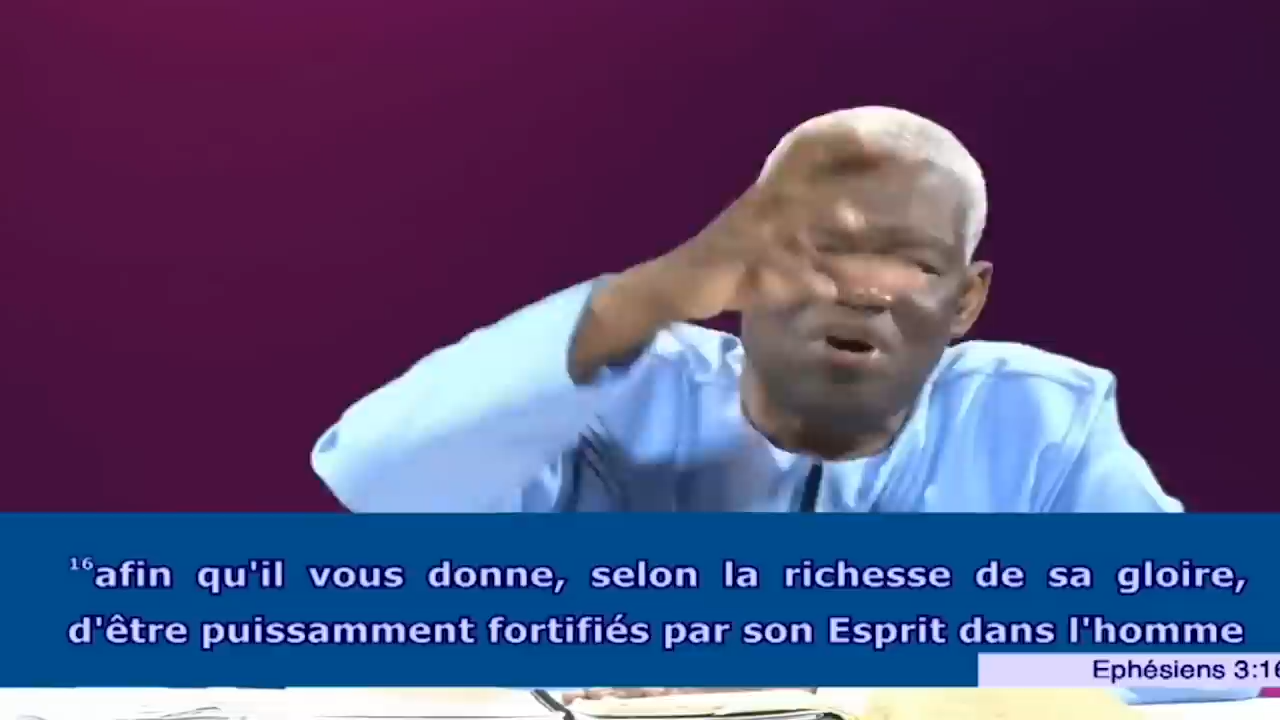 ¹⁶afin qu'il vous donne, selon la richesse de sa gloire,
d'être puissamment fortifiés par son Esprit dans l'homme
Ephésiens 3:16